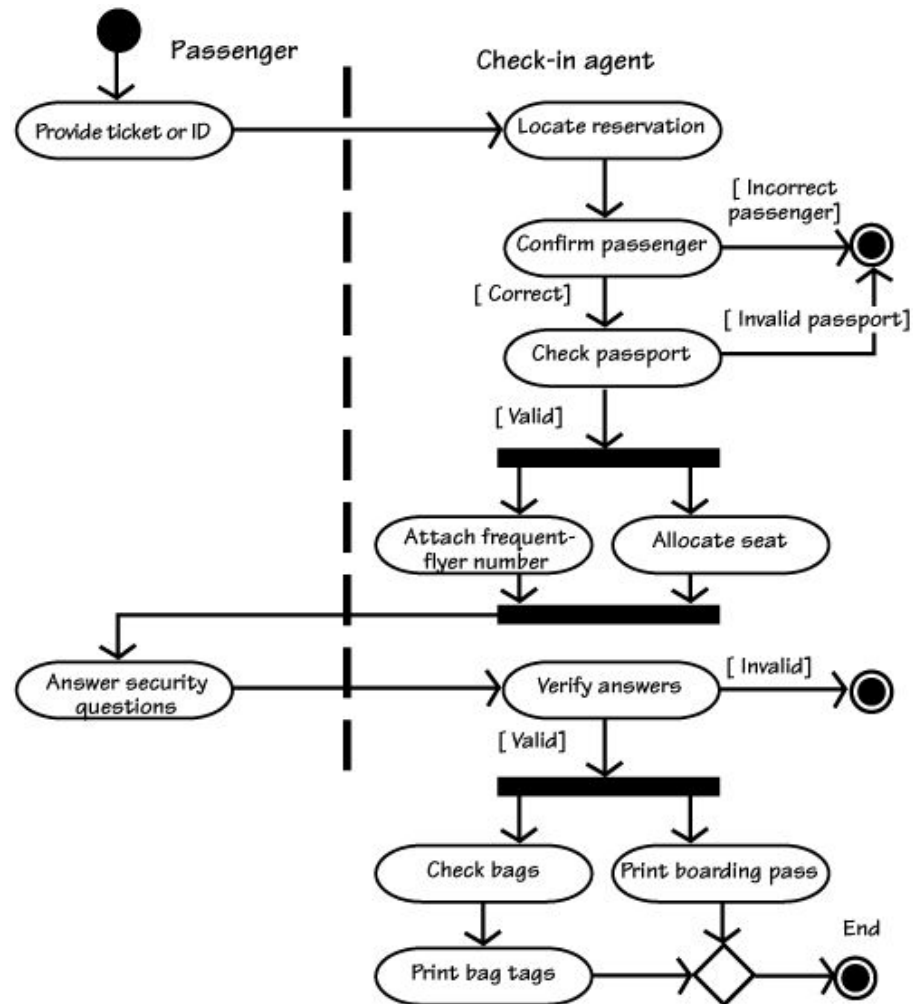 Passenger
Check-in agent
Provide ticket or ID
Locate reservation
[ Incorrect
passenger]
Confirm passenger
[ Correct]
[ Invalid passport]
Check passport
[ Valid]
Attach frequent-
flyer number
Allocate seat
Answer security
questions
Verify answers
[ Invalid]
[ Valid]
Check bags
Print boarding pass
End
Print bag tags